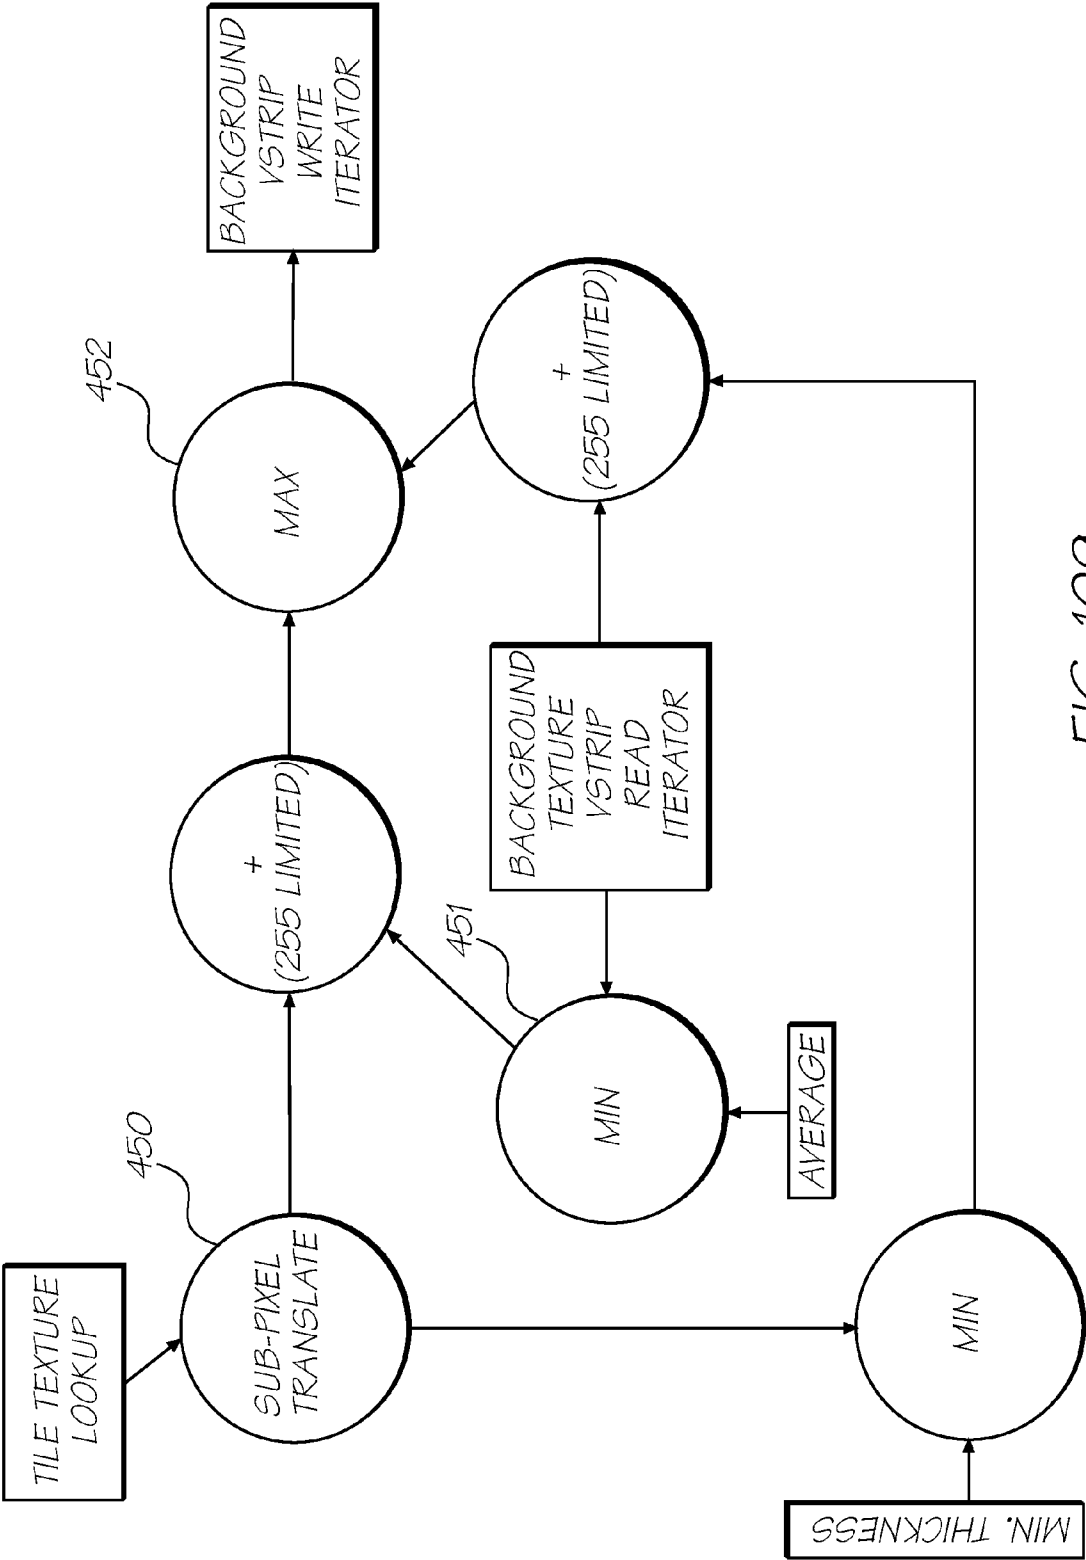 TILE TEXTURE
LOOKUP
450
SUB-PIXEL
TRANSLATE
+
(255 LIMITED)
452
MAX
BACKGROUND
VSTRIP
WRITE
ITERATOR
451
MIN
AVERAGE
BACKGROUND
TEXTURE
VSTRIP
READ
ITERATOR
+
(255 LIMITED)
MIN. THICKNESS
MIN
FIG.